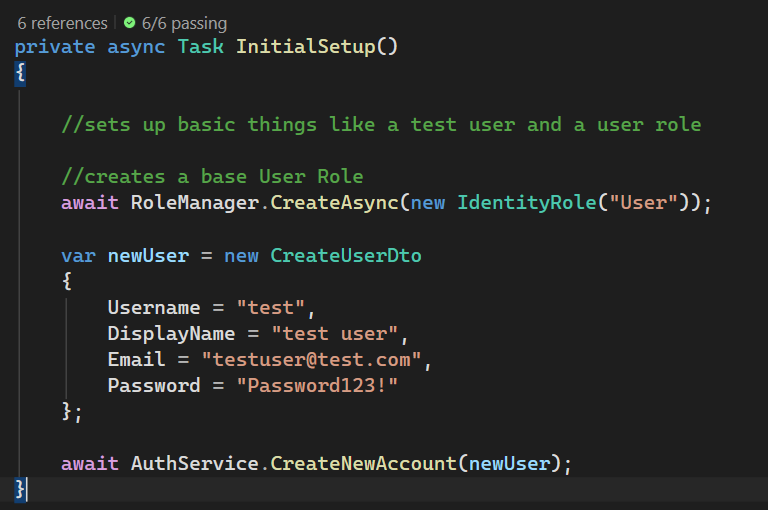 6 references | 6/6 passing
private async Task InitialSetup()
{
//sets up basic things like a test user and a user role
//creates a base User Role
await RoleManager.CreateAsync(new IdentityRole("User"));
var newUser = new CreateUserDto
{
Username = "test",
DisplayName = "test user",
Email = "testuser@test.com",
Password = "Password123!"
};
await AuthService.CreateNewAccount(newUser);
}